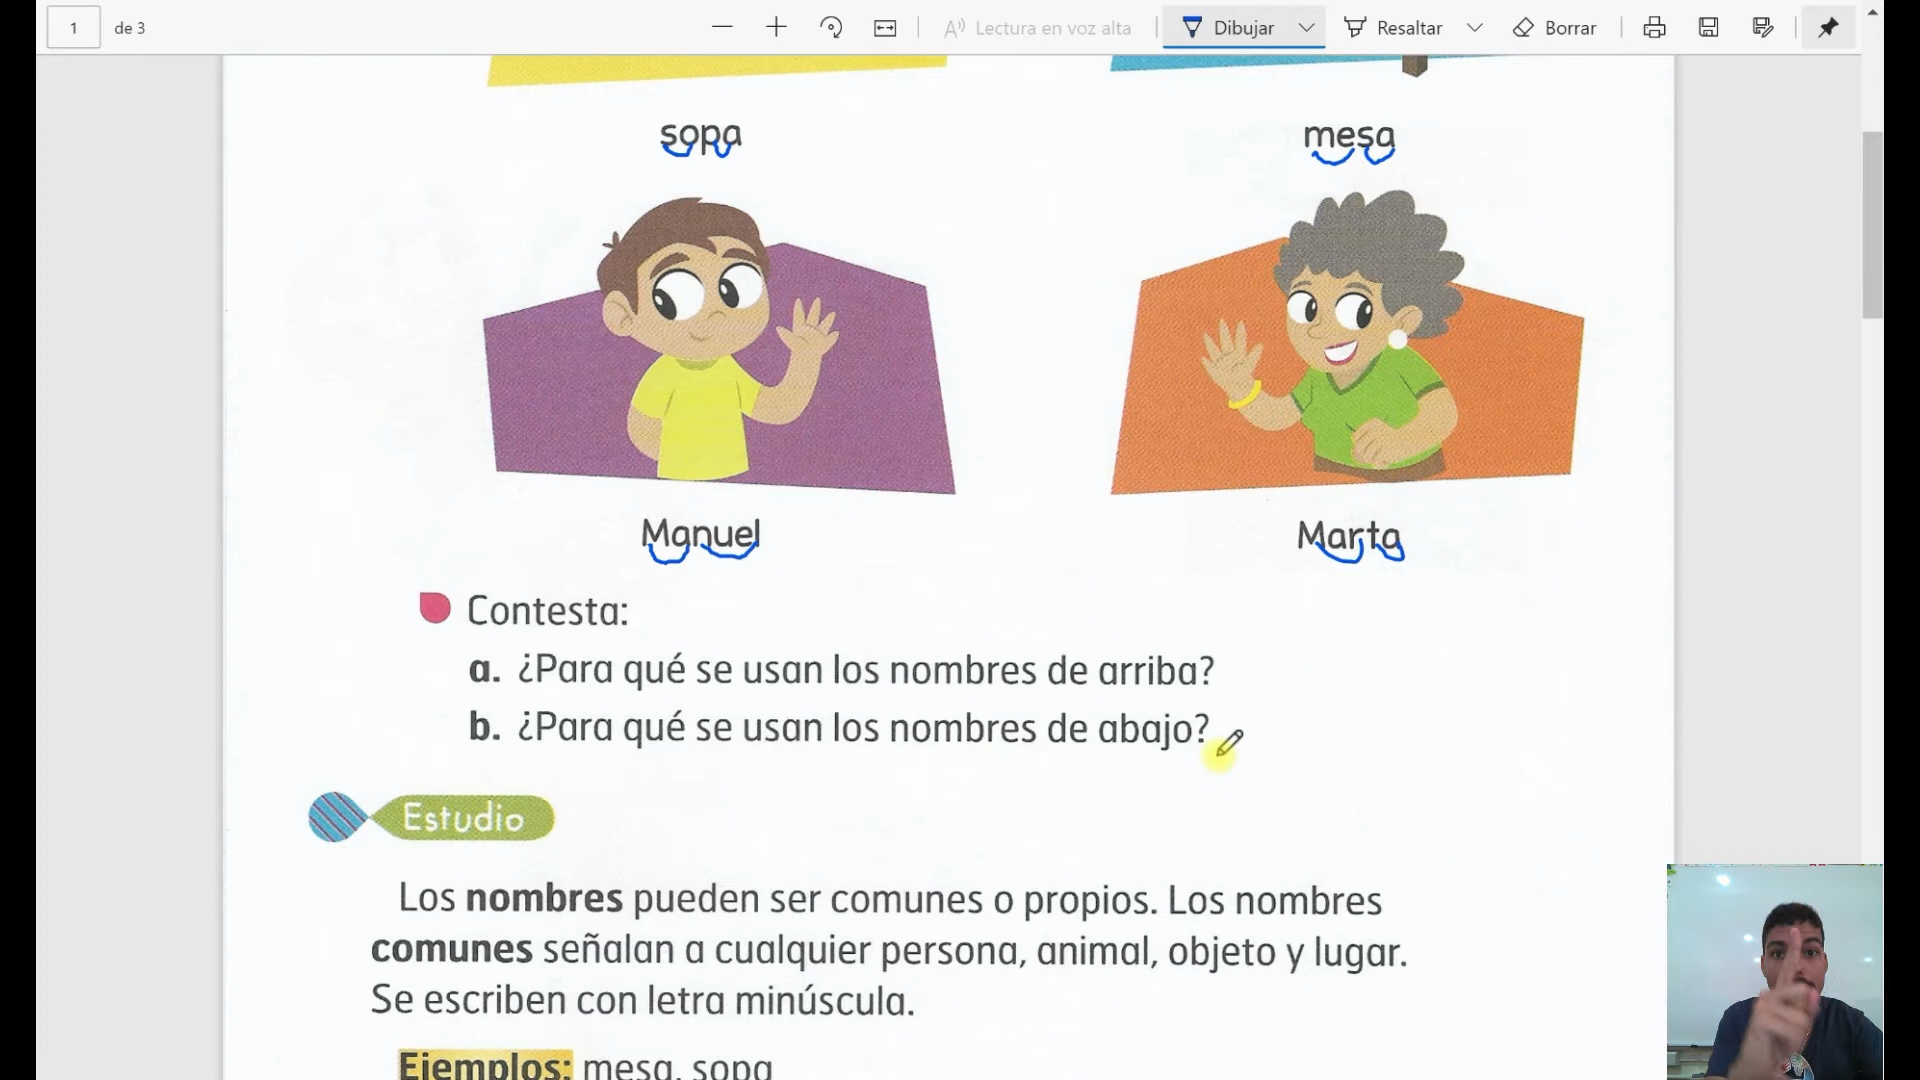 1 de 3 Lectura en voz alta Dibujar Resaltar Borrar
sopa mesa
Manuel Marta
Contesta:
a. ¿Para qué se usan los nombres de arriba?
b. ¿Para qué se usan los nombres de abajo?
Estudio
Los nombres pueden ser comunes o propios. Los nombres
comunes señalan a cualquier persona, animal, objeto y lugar.
Se escriben con letra minúscula.
Ejemplos: mesa, sopa